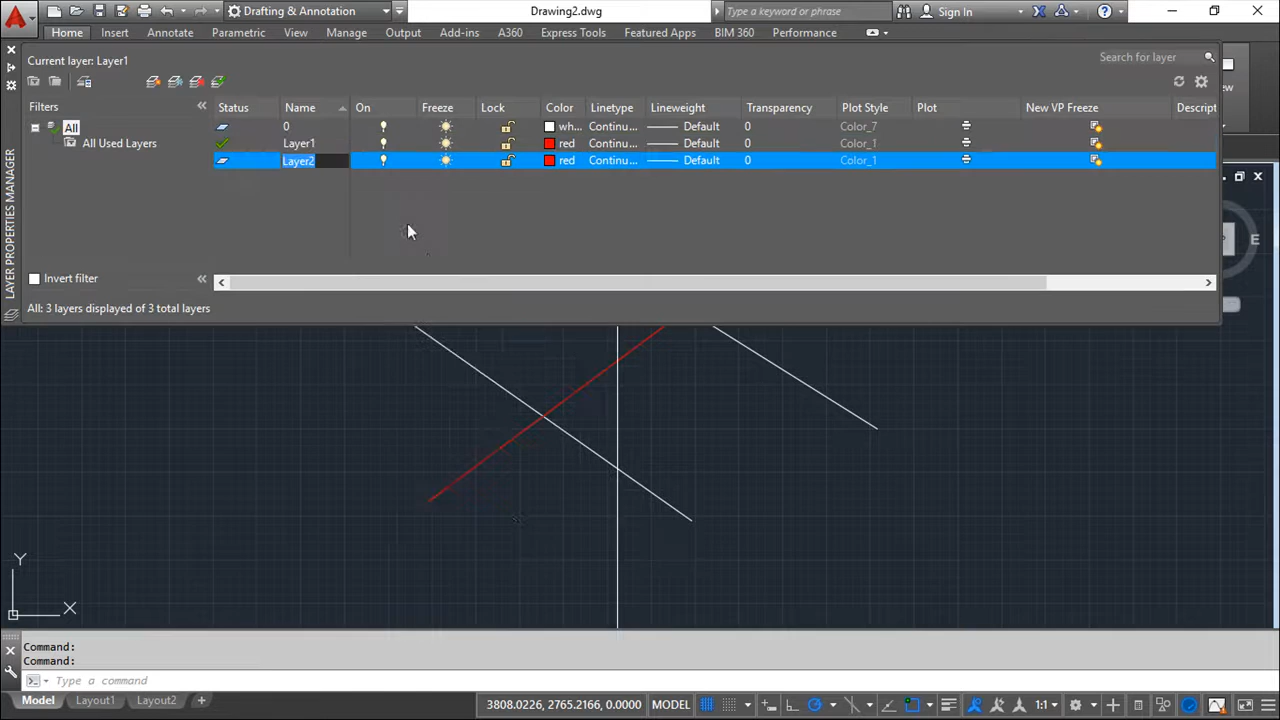 Drafting & Annotation Drawing2.dwg Type a keyword or phrase Sign In
Home Insert Annotate Parametric View Manage Output Add-ins A360 Express Tools Featured Apps BIM 360 Performance
Current layer: Layer1 Search for layer
Filters Status Name On Freeze Lock Color Linetype Lineweight Transparency Plot Style Plot New VP Freeze Descript
All 0 wh... Continu... Default 0 Color_7
All Used Layers Layer1 red Continu... Default 0 Color_1
Layer2 red Continu... Default 0 Color_1
LAYER PROPERTIES MANAGER
E
Invert filter
All: 3 layers displayed of 3 total layers
Y
X
Command:
Command:
Type a command
Model Layout1 Layout2 + 3808.0226, 2765.2166, 0.0000 MODEL 1:1